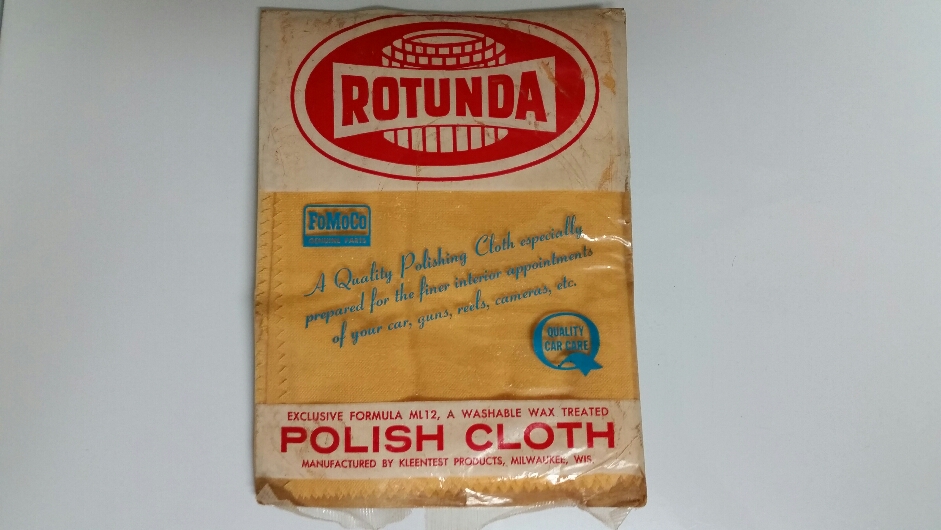 ROTUNDA
FoMoCo
GENUINE PARTS
A Quality Polishing Cloth especially
prepared for the finer interior appointments
of your car, guns, reels, cameras, etc.
QUALITY
CAR CARE
EXCLUSIVE FORMULA ML12, A WASHABLE WAX TREATED
POLISH CLOTH
MANUFACTURED BY KLEENTEST PRODUCTS, MILWAUKEE, WIS.